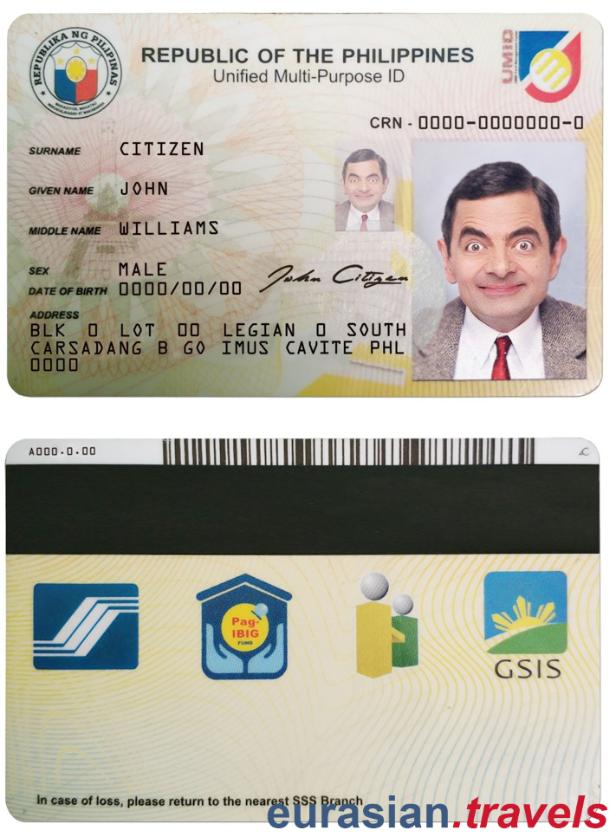 REPUBLIKA NG PILIPINAS
REPUBLIC OF THE PHILIPPINES
Unified Multi-Purpose ID
UMID
CRN - 0000-0000000-0
SURNAME CITIZEN
GIVEN NAME JOHN
MIDDLE NAME WILLIAMS
SEX MALE
DATE OF BIRTH 0000/00/00
John Citizen
ADDRESS
BLK 0 LOT 00 LEGIAN 0 SOUTH
CARSADANG B GO IMUS CAVITE PHL
0000
A000.0.00
Pag-
IBIG
FUND
GSIS
In case of loss, please return to the nearest SSS Branch
eurasian.travels